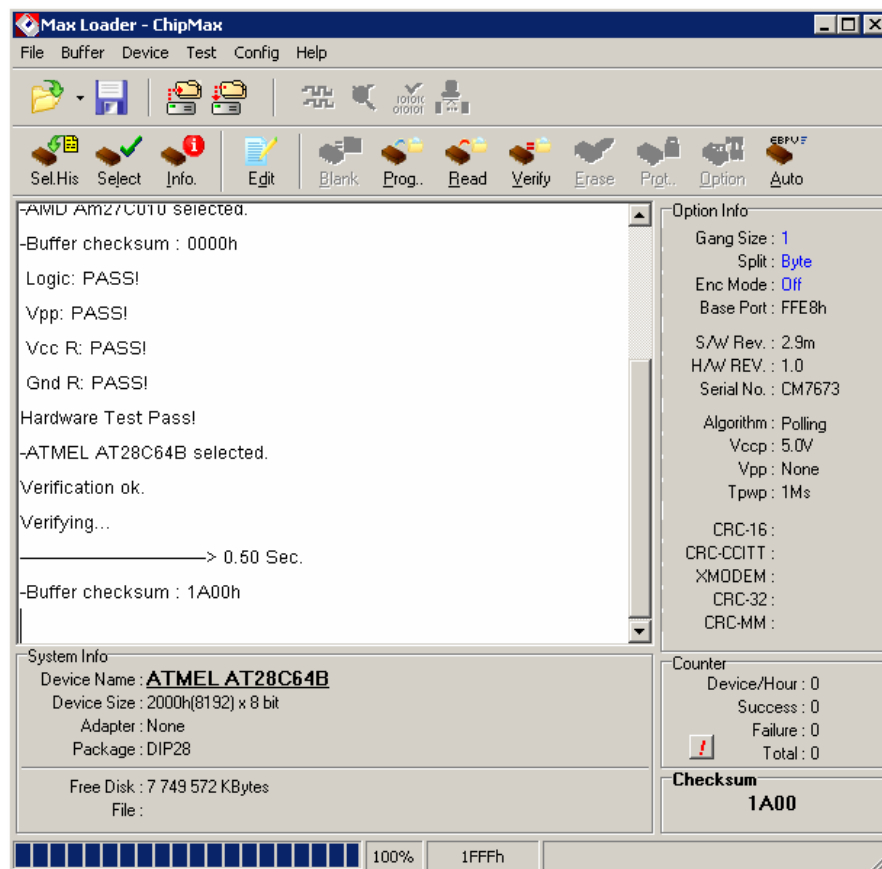 Max Loader - ChipMax
File Buffer Device Test Config Help
Sel.His Select Info. Edit Blank Prog.. Read Verify Erase Prot.. Option Auto
-AMD Am27C010 selected.
-Buffer checksum : 0000h
Logic: PASS!
Vpp: PASS!
Vcc R: PASS!
Gnd R: PASS!
Hardware Test Pass!
-ATMEL AT28C64B selected.
Verification ok.
Verifying...
————————> 0.50 Sec.
-Buffer checksum : 1A00h
Option Info
Gang Size : 1
Split : Byte
Enc Mode : Off
Base Port : FFE8h
S/W Rev. : 2.9m
H/W REV. : 1.0
Serial No. : CM7673
Algorithm : Polling
Vccp : 5.0V
Vpp : None
Tpwp : 1Ms
CRC-16 :
CRC-CCITT :
XMODEM :
CRC-32 :
CRC-MM :
System Info
Device Name : ATMEL AT28C64B
Device Size : 2000h(8192) x 8 bit
Adapter : None
Package : DIP28
Free Disk : 7 749 572 KBytes
File :
Counter
Device/Hour : 0
Success : 0
Failure : 0
Total : 0
Checksum
1A00
100% 1FFFh